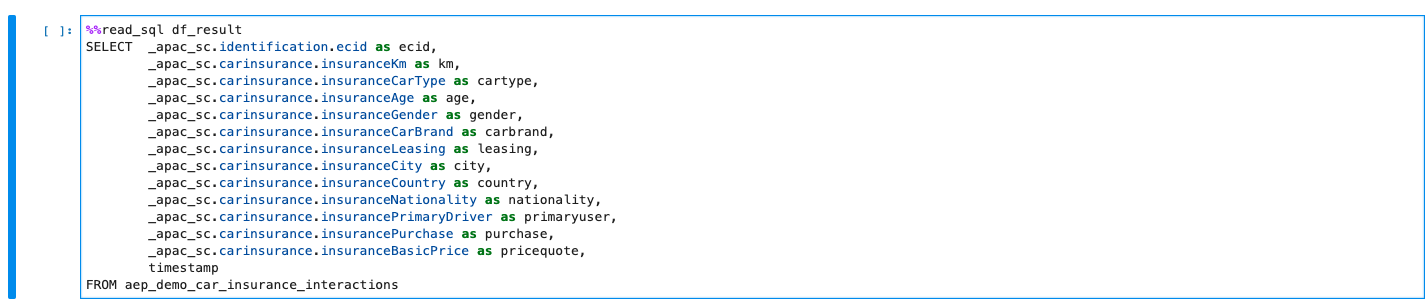 [ ]: %%read_sql df_result
SELECT _apac_sc.identification.ecid as ecid,
_apac_sc.carinsurance.insuranceKm as km,
_apac_sc.carinsurance.insuranceCarType as cartype,
_apac_sc.carinsurance.insuranceAge as age,
_apac_sc.carinsurance.insuranceGender as gender,
_apac_sc.carinsurance.insuranceCarBrand as carbrand,
_apac_sc.carinsurance.insuranceLeasing as leasing,
_apac_sc.carinsurance.insuranceCity as city,
_apac_sc.carinsurance.insuranceCountry as country,
_apac_sc.carinsurance.insuranceNationality as nationality,
_apac_sc.carinsurance.insurancePrimaryDriver as primaryuser,
_apac_sc.carinsurance.insurancePurchase as purchase,
_apac_sc.carinsurance.insuranceBasicPrice as pricequote,
timestamp
FROM aep_demo_car_insurance_interactions